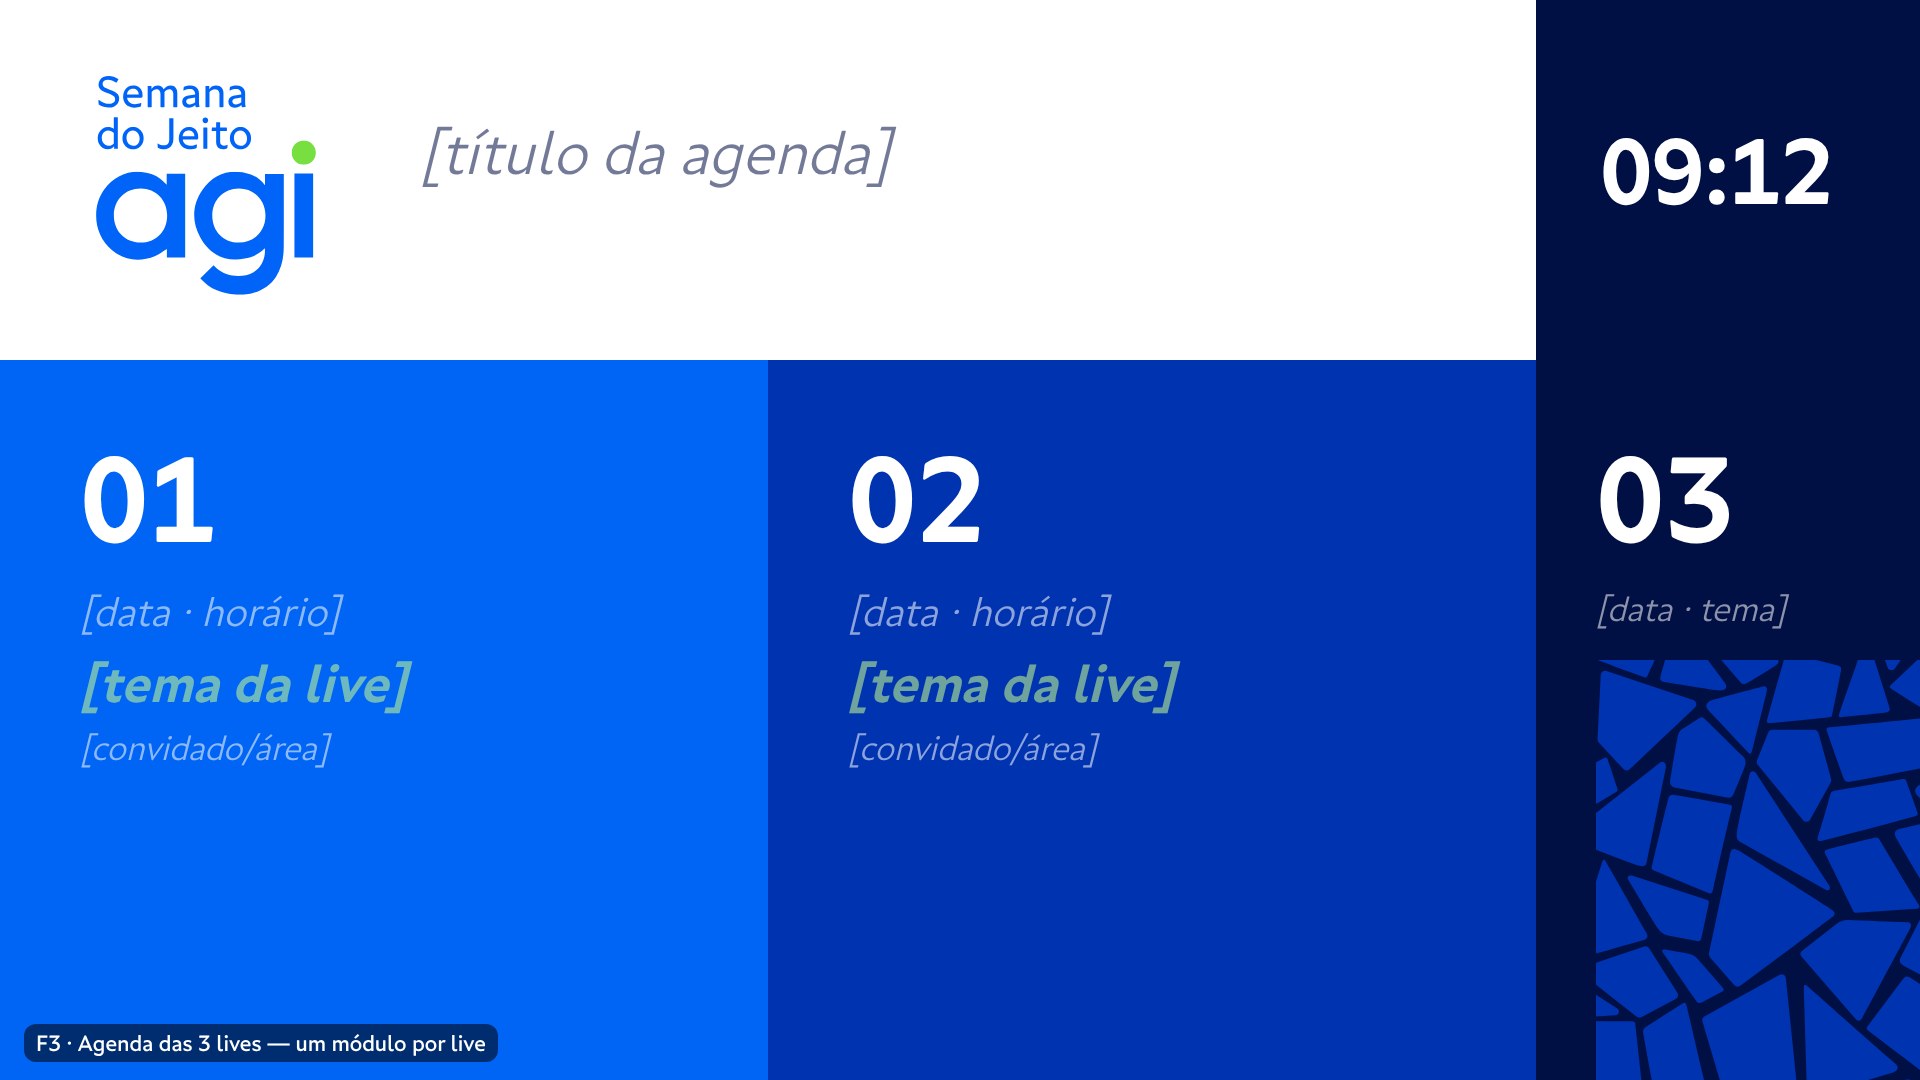 Semana
do Jeito
agi
[título da agenda]
09:12
01
[data · horário]
[tema da live]
[convidado/área]
02
[data · horário]
[tema da live]
[convidado/área]
03
[data · tema]
F3 · Agenda das 3 lives — um módulo por live